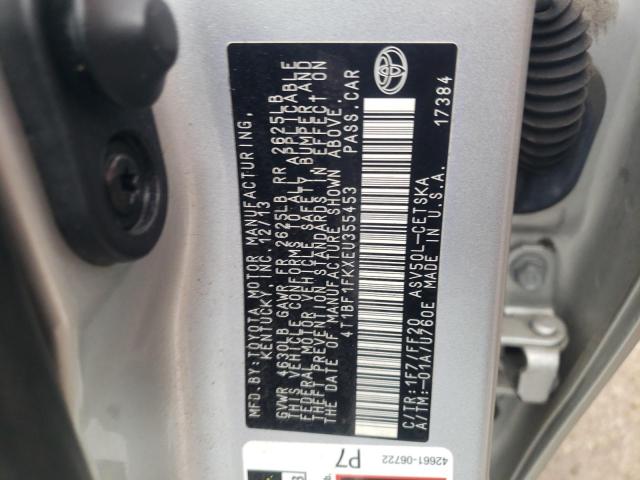 MFD. BY: TOYOTA MOTOR MANUFACTURING,
KENTUCKY, INC. 12/13
GVWR 4630LB GAWR FR 2625LB RR 2625LB
THIS VEHICLE CONFORMS TO ALL APPLICABLE
FEDERAL MOTOR VEHICLE SAFETY, BUMPER, AND
THEFT PREVENTION STANDARDS IN EFFECT ON
THE DATE OF MANUFACTURE SHOWN ABOVE.
4T1BF1FKXEU355453 PASS. CAR
C/TR: 1F7/FF20 ASV50L-CETSKA
A/TM: -01A/U760E MADE IN U.S.A.
17384
42661-06722
P7